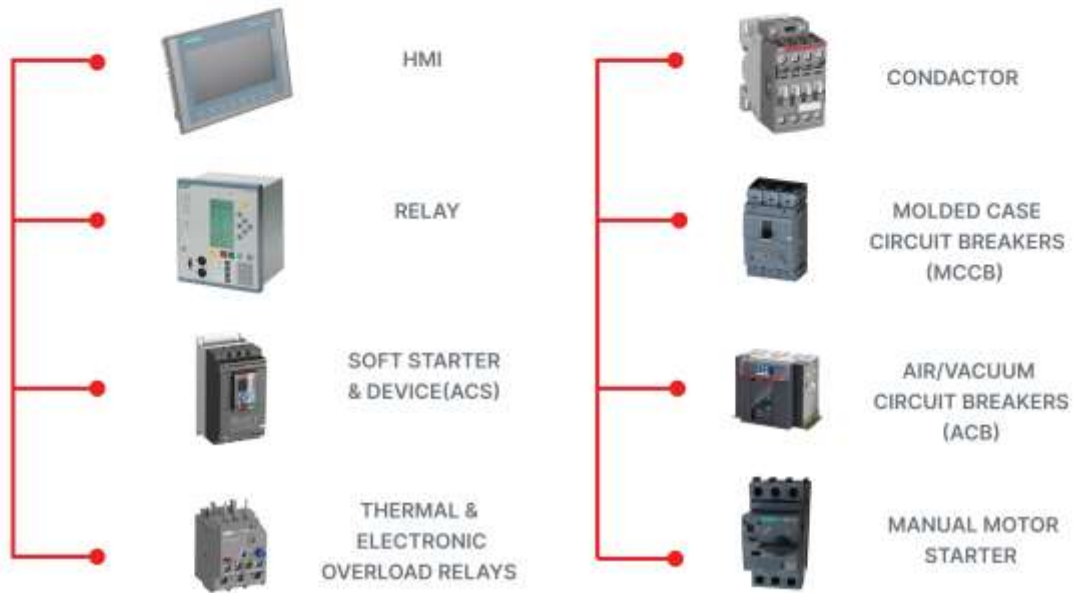 HMI
RELAY
SOFT STARTER
& DEVICE(ACS)
THERMAL &
ELECTRONIC
OVERLOAD RELAYS
CONDACTOR
MOLDED CASE
CIRCUIT BREAKERS
(MCCB)
AIR/VACUUM
CIRCUIT BREAKERS
(ACB)
MANUAL MOTOR
STARTER